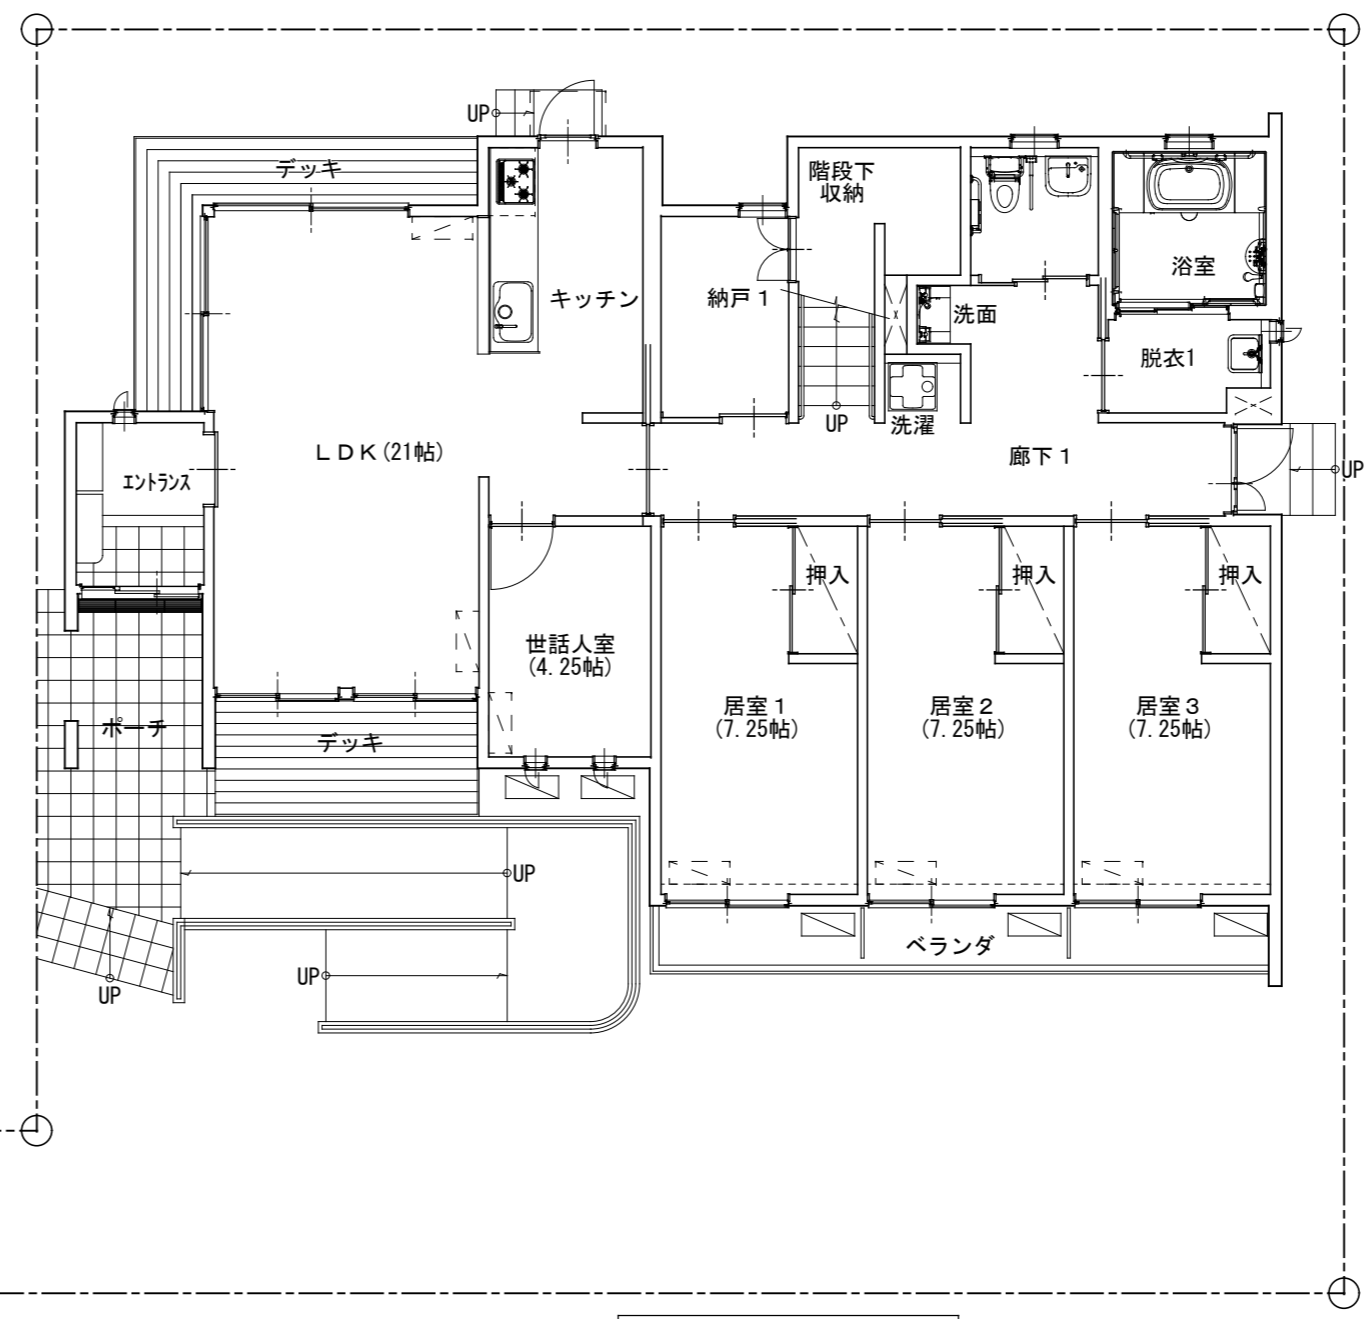 UP
デッキ
階段下
収納
浴室
キッチン
納戸1
洗面
脱衣1
UP
洗濯
LDK(21帖)
廊下1
UP
エントランス
押入
押入
押入
世話人室
(4.25帖)
居室1
(7.25帖)
居室2
(7.25帖)
居室3
(7.25帖)
ポーチ
デッキ
UP
ベランダ
UP
UP